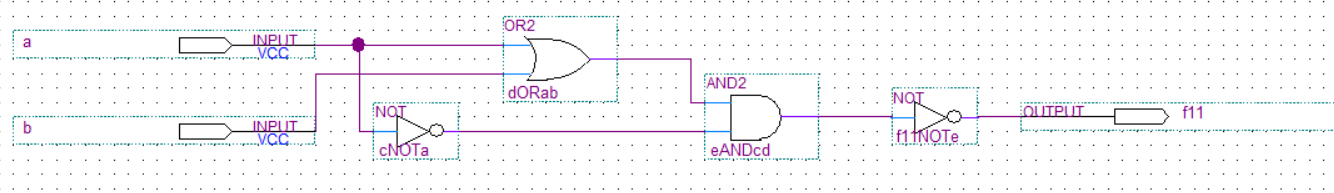 a
INPUT
VCC
OR2
dORab
b
INPUT
VCC
NOT
cNOTa
AND2
eANDcd
NOT
f11NOTe
OUTPUT
f11